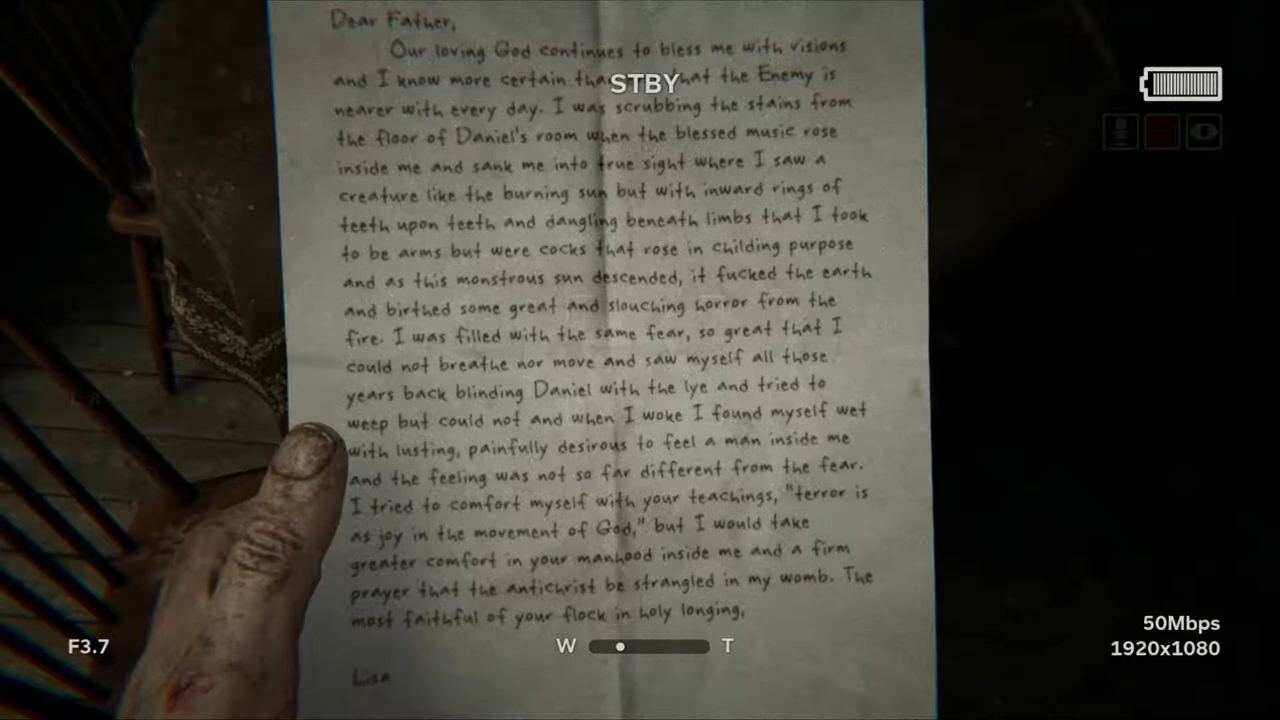 Dear Father,
Our loving God continues to bless me with visions
and I know more certain that the Enemy is
STBY
nearer with every day. I was scrubbing the stains from
the floor of Daniel's room when the blessed music rose
inside me and sank me into true sight where I saw a
creature like the burning sun but with inward rings of
teeth upon teeth and dangling beneath limbs that I took
to be arms but were cocks that rose in childing purpose
and as this monstrous sun descended, it fucked the earth
and birthed some great and slouching horror from the
fire. I was filled with the same fear, so great that I
could not breathe nor move and saw myself all those
years back blinding Daniel with the lye and tried to
weep but could not and when I woke I found myself wet
with lusting, painfully desirous to feel a man inside me
and the feeling was not so far different from the fear.
I tried to comfort myself with your teachings, "terror is
as joy in the movement of God," but I would take
greater comfort in your manhood inside me and a firm
prayer that the antichrist be strangled in my womb. The
most faithful of your flock in holy longing,
Lisa
F3.7
W T
50Mbps
1920x1080